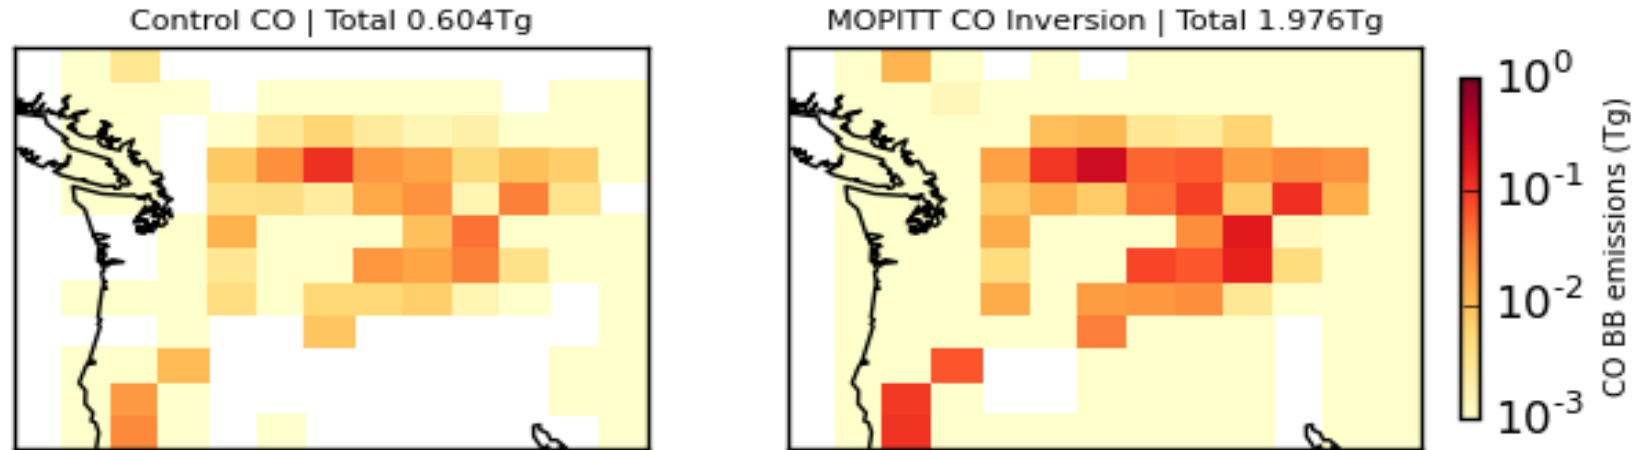 Control CO | Total 0.604Tg
MOPITT CO Inversion | Total 1.976Tg
10^0
10^-1
10^-2
10^-3
CO BB emissions (Tg)